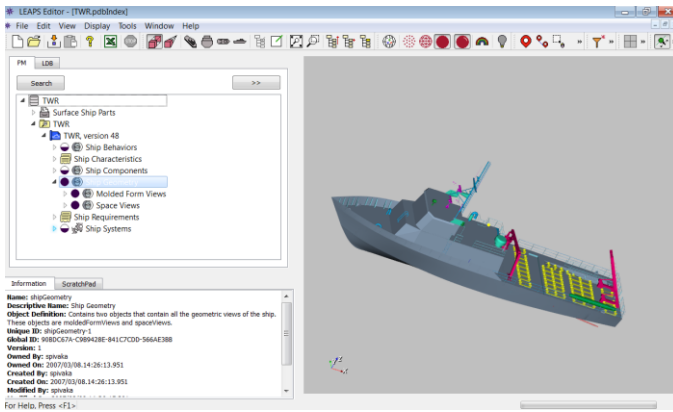 LEAPS Editor - [TWR.pdbIndex]
File Edit View Display Tools Window Help
PM LDB
Search >>
TWR
Surface Ship Parts
TWR
TWR, version 48
Ship Behaviors
Ship Characteristics
Ship Components
Molded Form Views
Space Views
Ship Requirements
Ship Systems
Information ScratchPad
Name: shipGeometry
Descriptive Name: Ship Geometry
Object Definition: Contains two objects that contain all the geometric views of the ship.
These objects are moldedFormViews and spaceViews.
Unique ID: shipGeometry-1
Global ID: 90BDC67A-C9B9428E-841C7CDD-566AE3BB
Version: 1
Owned By: spivaka
Owned On: 2007/03/08.14:26:13.951
Created By: spivaka
Created On: 2007/03/08.14:26:13.951
Modified By: spivaka
For Help, Press <F1>